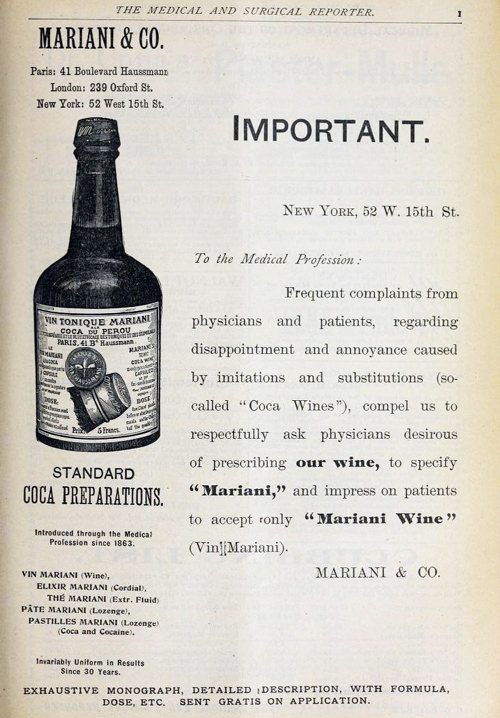 THE MEDICAL AND SURGICAL REPORTER.
1
MARIANI & CO.
Paris: 41 Boulevard Haussmann
London: 239 Oxford St.
New York: 52 West 15th St.
VIN TONIQUE MARIANI
COCA DU PEROU
PARIS, 41 Bd Haussmann
DOSE
DOSE
Prix 5 Francs.
STANDARD
COCA PREPARATIONS.
Introduced through the Medical
Profession since 1863.
VIN MARIANI (Wine),
ELIXIR MARIANI (Cordial),
THÉ MARIANI (Extr. Fluid)
PÂTE MARIANI (Lozenge),
PASTILLES MARIANI (Lozenge)
(Coca and Cocaine).
Invariably Uniform in Results
Since 30 Years.
IMPORTANT.
NEW YORK, 52 W. 15th St.
To the Medical Profession:
Frequent complaints from
physicians and patients, regarding
disappointment and annoyance caused
by imitations and substitutions (so-
called "Coca Wines"), compel us to
respectfully ask physicians desirous
of prescribing our wine, to specify
"Mariani," and impress on patients
to accept only "Mariani Wine"
(Vin Mariani).
MARIANI & CO.
EXHAUSTIVE MONOGRAPH, DETAILED DESCRIPTION, WITH FORMULA,
DOSE, ETC. SENT GRATIS ON APPLICATION.